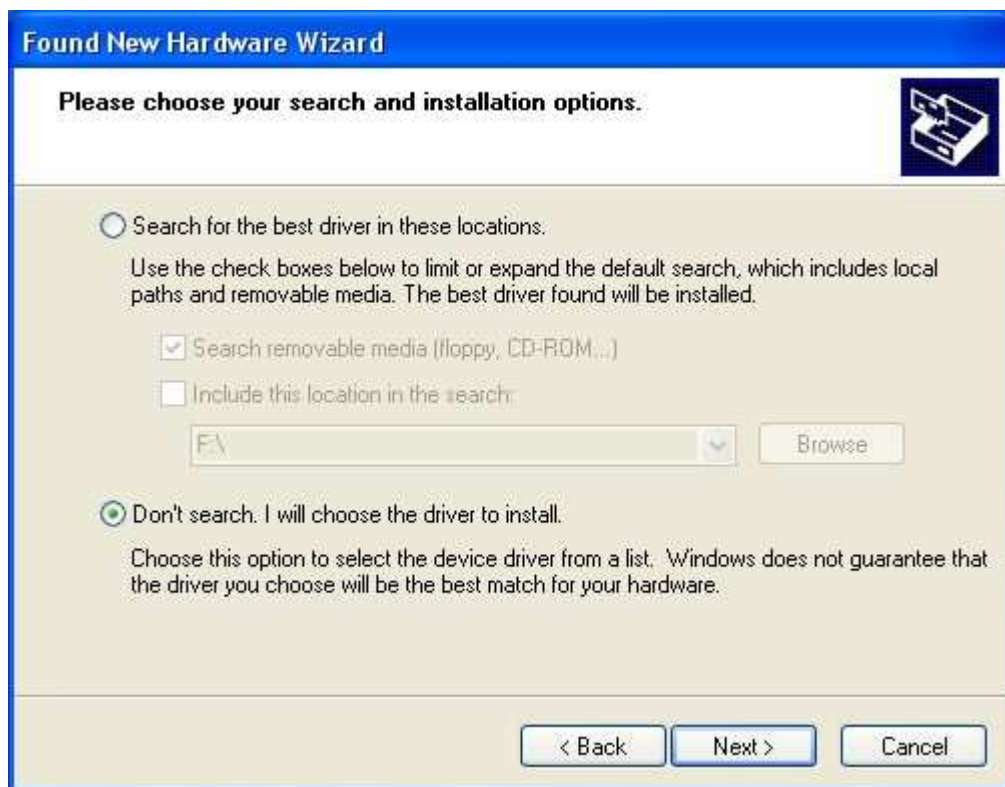 Found New Hardware Wizard
Please choose your search and installation options.
Search for the best driver in these locations.
Use the check boxes below to limit or expand the default search, which includes local
paths and removable media. The best driver found will be installed.
Search removable media (floppy, CD-ROM...)
Include this location in the search:
F:\
Browse
Don't search. I will choose the driver to install.
Choose this option to select the device driver from a list. Windows does not guarantee that
the driver you choose will be the best match for your hardware.
< Back
Next >
Cancel